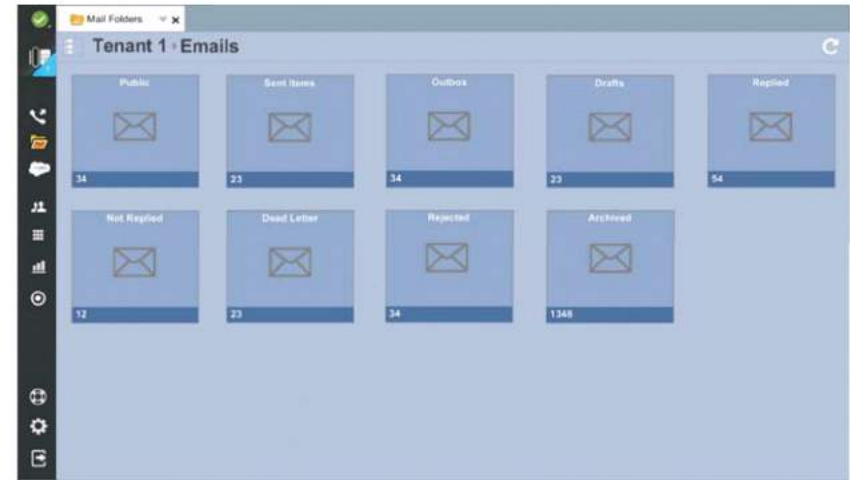 Mail Folders
Tenant 1 Emails
Public
Sent Items
Outbox
Drafts
Replied
34
23
34
23
54
Not Replied
Dead Letter
Rejected
Archived
12
23
34
1346